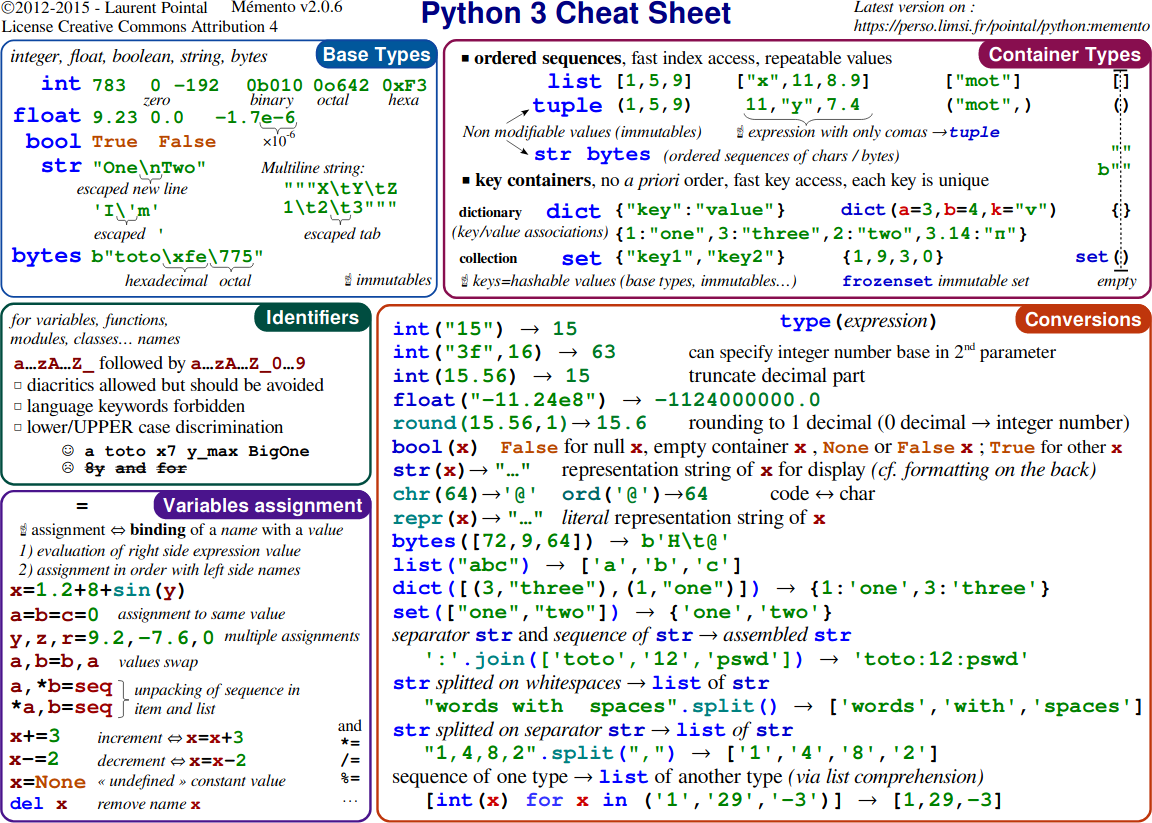 ©2012-2015 - Laurent Pointal Mémento v2.0.6
License Creative Commons Attribution 4
Python 3 Cheat Sheet
Latest version on :
https://perso.limsi.fr/pointal/python:memento
Base Types
integer, float, boolean, string, bytes
int 783 0 -192 0b010 0o642 0xF3
zero binary octal hexa
float 9.23 0.0 -1.7e-6
bool True False ×10⁻⁶
str "One\nTwo" Multiline string:
escaped new line """X\tY\tZ
'I\'m' 1\t2\t3"""
escaped ' escaped tab
bytes b"toto\xfe\775"
hexadecimal octal ☝ immutables
Container Types
▪ ordered sequences, fast index access, repeatable values
list [1,5,9] ["x",11,8.9] ["mot"] []
tuple (1,5,9) 11,"y",7.4 ("mot",) ()
Non modifiable values (immutables) ☝ expression with only comas →tuple
""
str bytes (ordered sequences of chars / bytes)
b""
▪ key containers, no a priori order, fast key access, each key is unique
dictionary dict {"key":"value"} dict(a=3,b=4,k="v") {}
(key/value associations) {1:"one",3:"three",2:"two",3.14:"π"}
collection set {"key1","key2"} {1,9,3,0} set()
☝ keys=hashable values (base types, immutables…) frozenset immutable set empty
Identifiers
for variables, functions,
modules, classes… names
a…zA…Z_ followed by a…zA…Z_0…9
□ diacritics allowed but should be avoided
□ language keywords forbidden
□ lower/UPPER case discrimination
☺ a toto x7 y_max BigOne
☹ 8y and for
= Variables assignment
☝ assignment ⇔ binding of a name with a value
1) evaluation of right side expression value
2) assignment in order with left side names
x=1.2+8+sin(y)
a=b=c=0 assignment to same value
y,z,r=9.2,-7.6,0 multiple assignments
a,b=b,a values swap
a,*b=seq unpacking of sequence in
*a,b=seq item and list
and
x+=3 increment ⇔ x=x+3 *=
x-=2 decrement ⇔ x=x-2 /=
x=None « undefined » constant value %=
del x remove name x …
Conversions
int("15") → 15 type(expression)
int("3f",16) → 63 can specify integer number base in 2nd parameter
int(15.56) → 15 truncate decimal part
float("-11.24e8") → -1124000000.0
round(15.56,1)→ 15.6 rounding to 1 decimal (0 decimal → integer number)
bool(x) False for null x, empty container x , None or False x ; True for other x
str(x)→ "…" representation string of x for display (cf. formatting on the back)
chr(64)→'@' ord('@')→64 code ↔ char
repr(x)→ "…" literal representation string of x
bytes([72,9,64]) → b'H\t@'
list("abc") → ['a','b','c']
dict([(3,"three"),(1,"one")]) → {1:'one',3:'three'}
set(["one","two"]) → {'one','two'}
separator str and sequence of str → assembled str
':'.join(['toto','12','pswd']) → 'toto:12:pswd'
str splitted on whitespaces → list of str
"words with  spaces".split() → ['words','with','spaces']
str splitted on separator str → list of str
"1,4,8,2".split(",") → ['1','4','8','2']
sequence of one type → list of another type (via list comprehension)
[int(x) for x in ('1','29','-3')] → [1,29,-3]